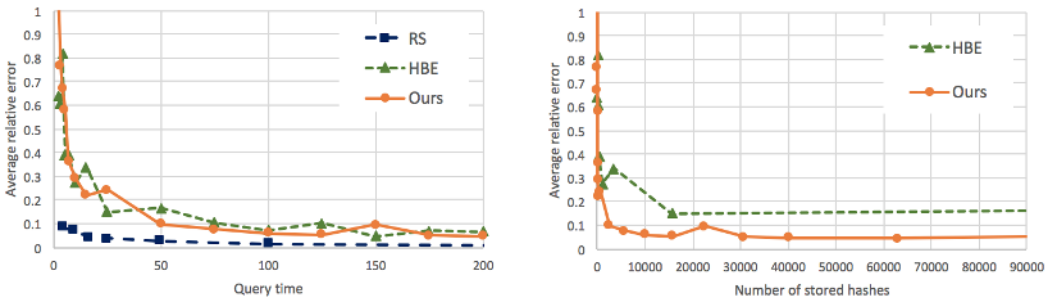 1
0.9
0.8
0.7
0.6
0.5
0.4
0.3
0.2
0.1
0
Average relative error
0 50 100 150 200
Query time
RS
HBE
Ours
1
0.9
0.8
0.7
0.6
0.5
0.4
0.3
0.2
0.1
0
Average relative error
0 10000 20000 30000 40000 50000 60000 70000 80000 90000
Number of stored hashes
HBE
Ours